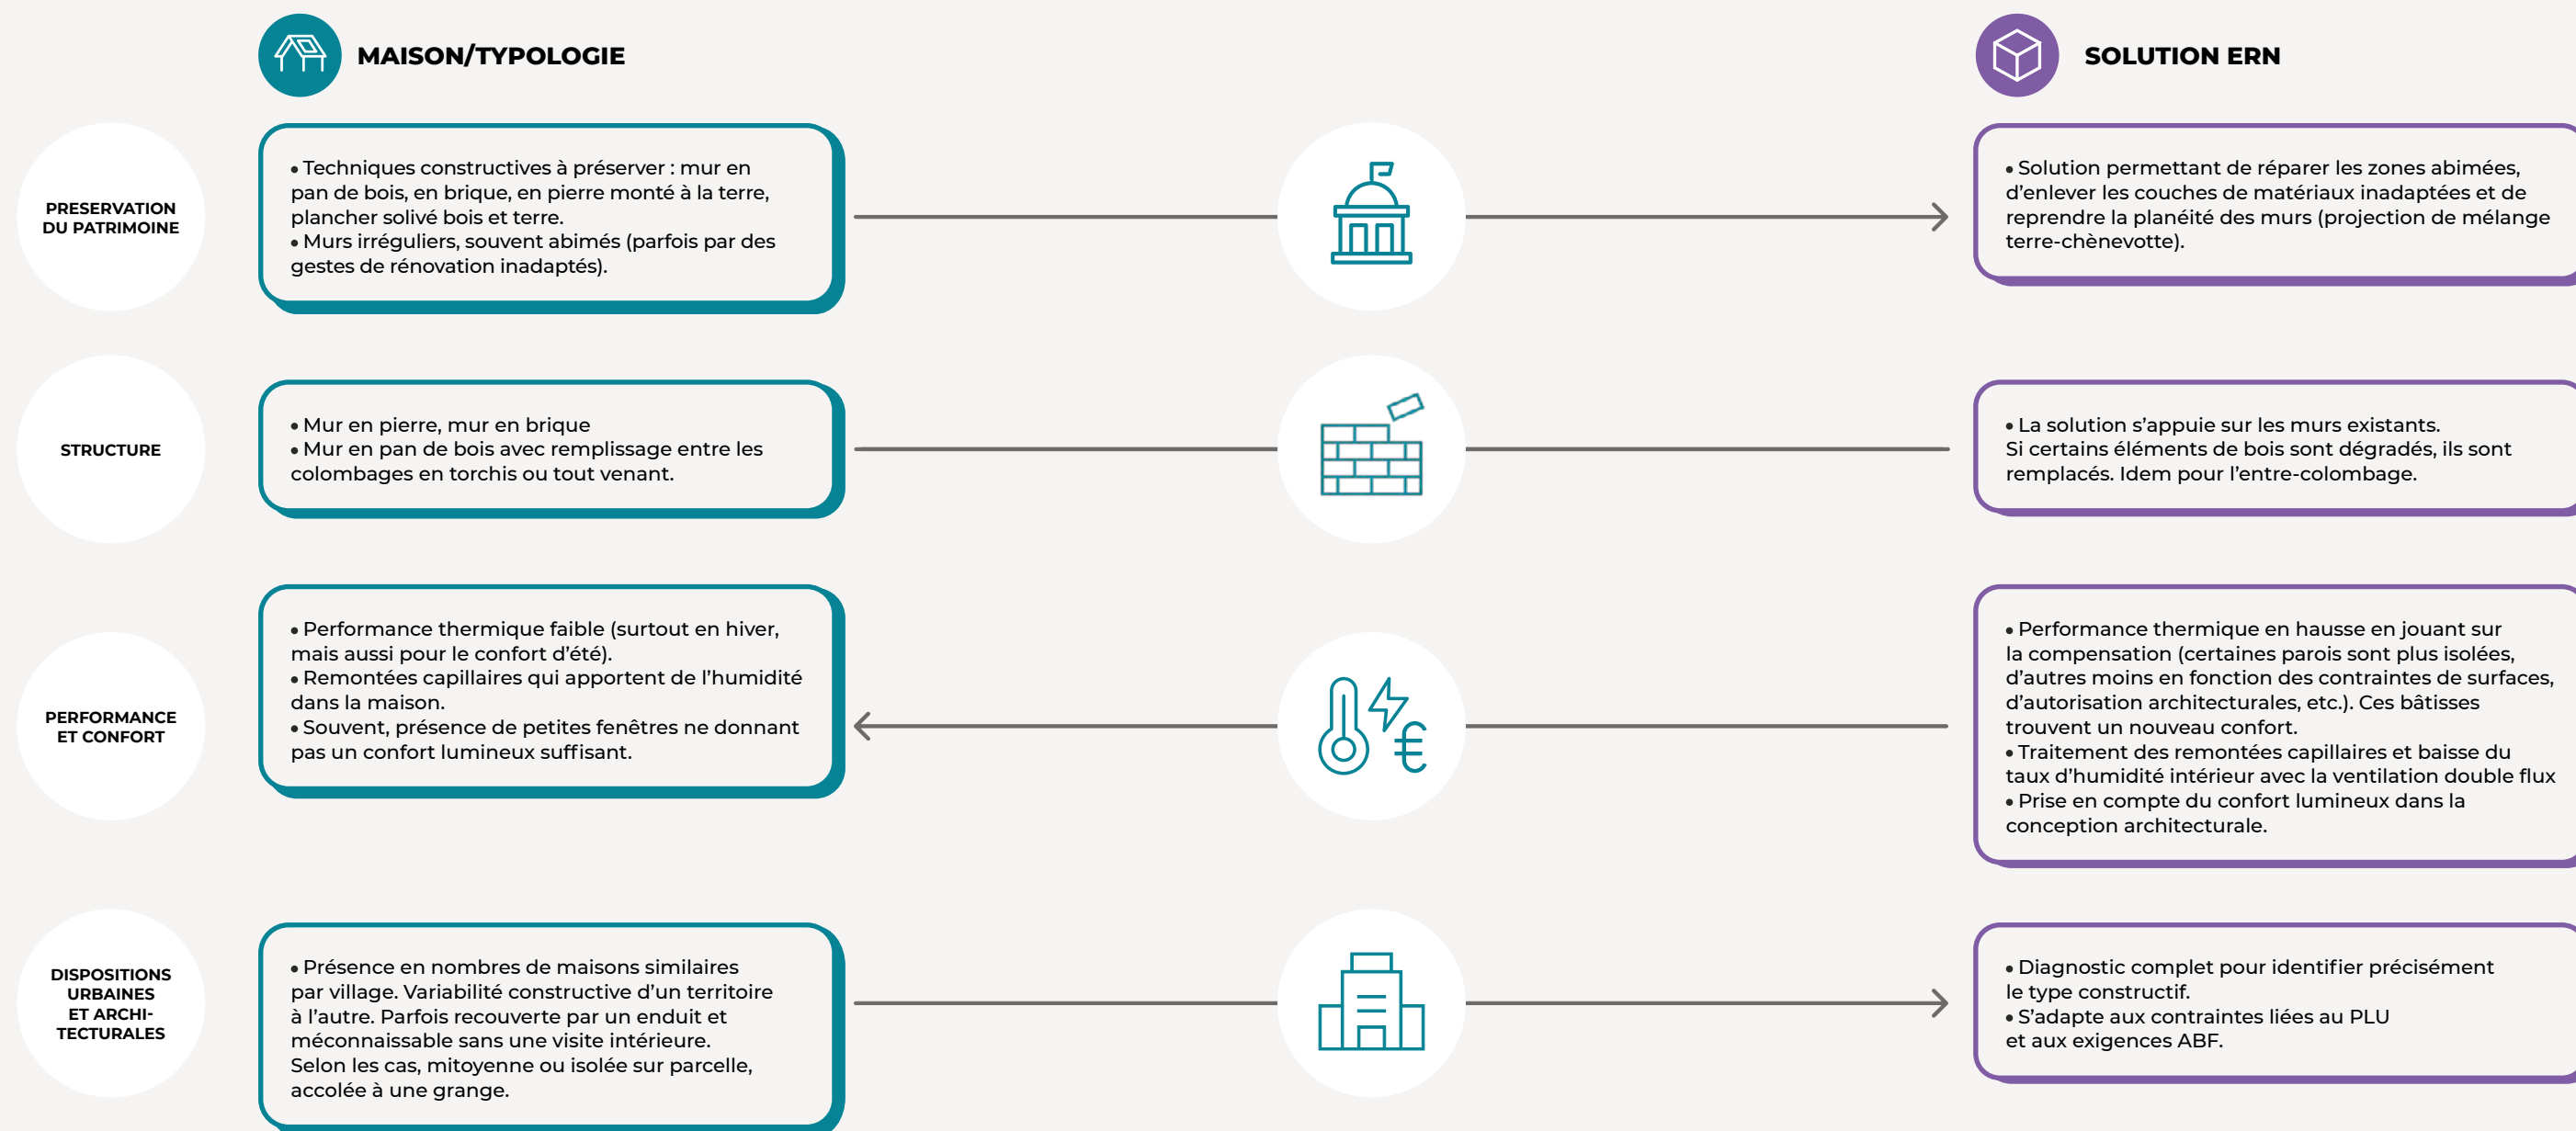 MAISON/TYPOLOGIE
SOLUTION ERN
PRESERVATION
DU PATRIMOINE
• Techniques constructives à préserver : mur en
pan de bois, en brique, en pierre monté à la terre,
plancher solivé bois et terre.
• Murs irréguliers, souvent abimés (parfois par des
gestes de rénovation inadaptés).
• Solution permettant de réparer les zones abimées,
d’enlever les couches de matériaux inadaptées et de
reprendre la planéité des murs (projection de mélange
terre-chènevotte).
STRUCTURE
• Mur en pierre, mur en brique
• Mur en pan de bois avec remplissage entre les
colombages en torchis ou tout venant.
• La solution s’appuie sur les murs existants.
Si certains éléments de bois sont dégradés, ils sont
remplacés. Idem pour l’entre-colombage.
PERFORMANCE
ET CONFORT
• Performance thermique faible (surtout en hiver,
mais aussi pour le confort d’été).
• Remontées capillaires qui apportent de l’humidité
dans la maison.
• Souvent, présence de petites fenêtres ne donnant
pas un confort lumineux suffisant.
€
• Performance thermique en hausse en jouant sur
la compensation (certaines parois sont plus isolées,
d’autres moins en fonction des contraintes de surfaces,
d’autorisation architecturales, etc.). Ces bâtisses
trouvent un nouveau confort.
• Traitement des remontées capillaires et baisse du
taux d’humidité intérieur avec la ventilation double flux
• Prise en compte du confort lumineux dans la
conception architecturale.
DISPOSITIONS
URBAINES
ET ARCHI-
TECTURALES
• Présence en nombres de maisons similaires
par village. Variabilité constructive d’un territoire
à l’autre. Parfois recouverte par un enduit et
méconnaissable sans une visite intérieure.
Selon les cas, mitoyenne ou isolée sur parcelle,
accolée à une grange.
• Diagnostic complet pour identifier précisément
le type constructif.
• S’adapte aux contraintes liées au PLU
et aux exigences ABF.